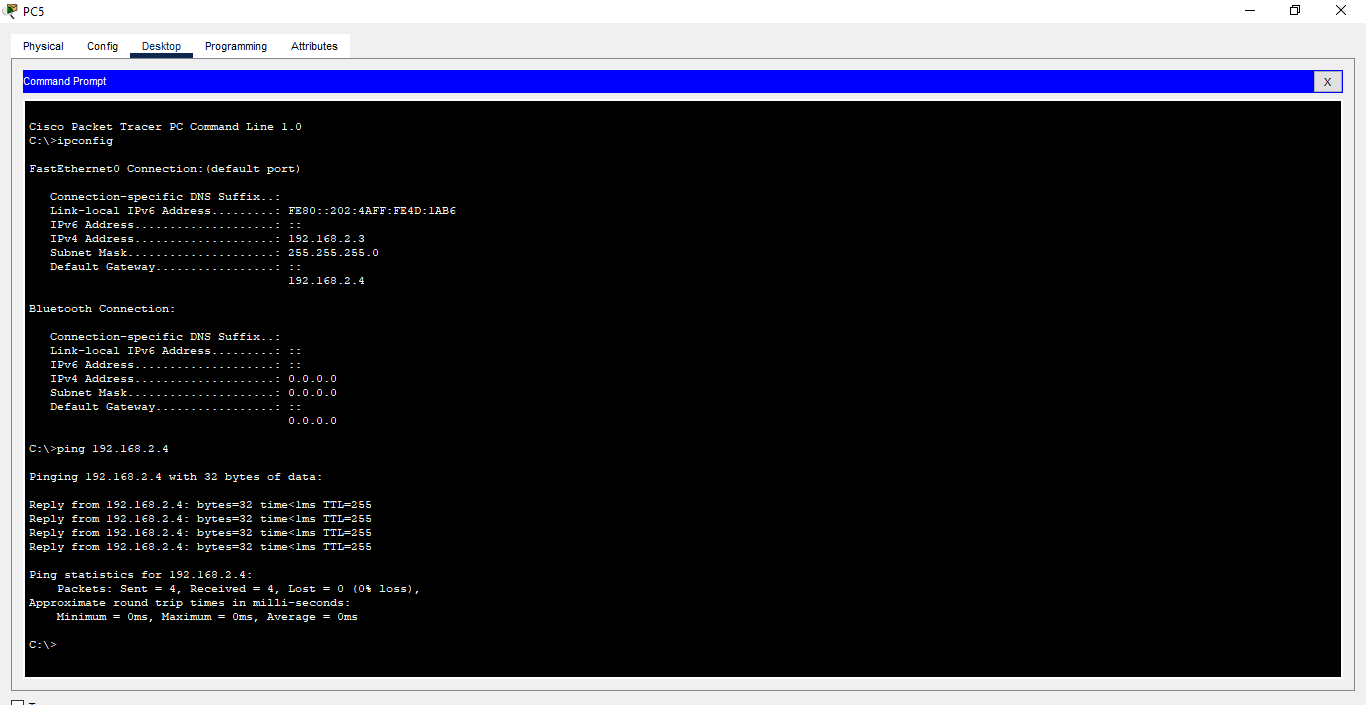 PC5
Physical Config Desktop Programming Attributes
Command Prompt
X
Cisco Packet Tracer PC Command Line 1.0
C:\>ipconfig
FastEthernet0 Connection:(default port)
Connection-specific DNS Suffix..:
Link-local IPv6 Address.........: FE80::202:4AFF:FE4D:1AB6
IPv6 Address....................: ::
IPv4 Address....................: 192.168.2.3
Subnet Mask.....................: 255.255.255.0
Default Gateway.................: ::
192.168.2.4
Bluetooth Connection:
Connection-specific DNS Suffix..:
Link-local IPv6 Address.........: ::
IPv6 Address....................: ::
IPv4 Address....................: 0.0.0.0
Subnet Mask.....................: 0.0.0.0
Default Gateway.................: ::
0.0.0.0
C:\>ping 192.168.2.4
Pinging 192.168.2.4 with 32 bytes of data:
Reply from 192.168.2.4: bytes=32 time<1ms TTL=255
Reply from 192.168.2.4: bytes=32 time<1ms TTL=255
Reply from 192.168.2.4: bytes=32 time<1ms TTL=255
Reply from 192.168.2.4: bytes=32 time<1ms TTL=255
Ping statistics for 192.168.2.4:
Packets: Sent = 4, Received = 4, Lost = 0 (0% loss),
Approximate round trip times in milli-seconds:
Minimum = 0ms, Maximum = 0ms, Average = 0ms
C:\>